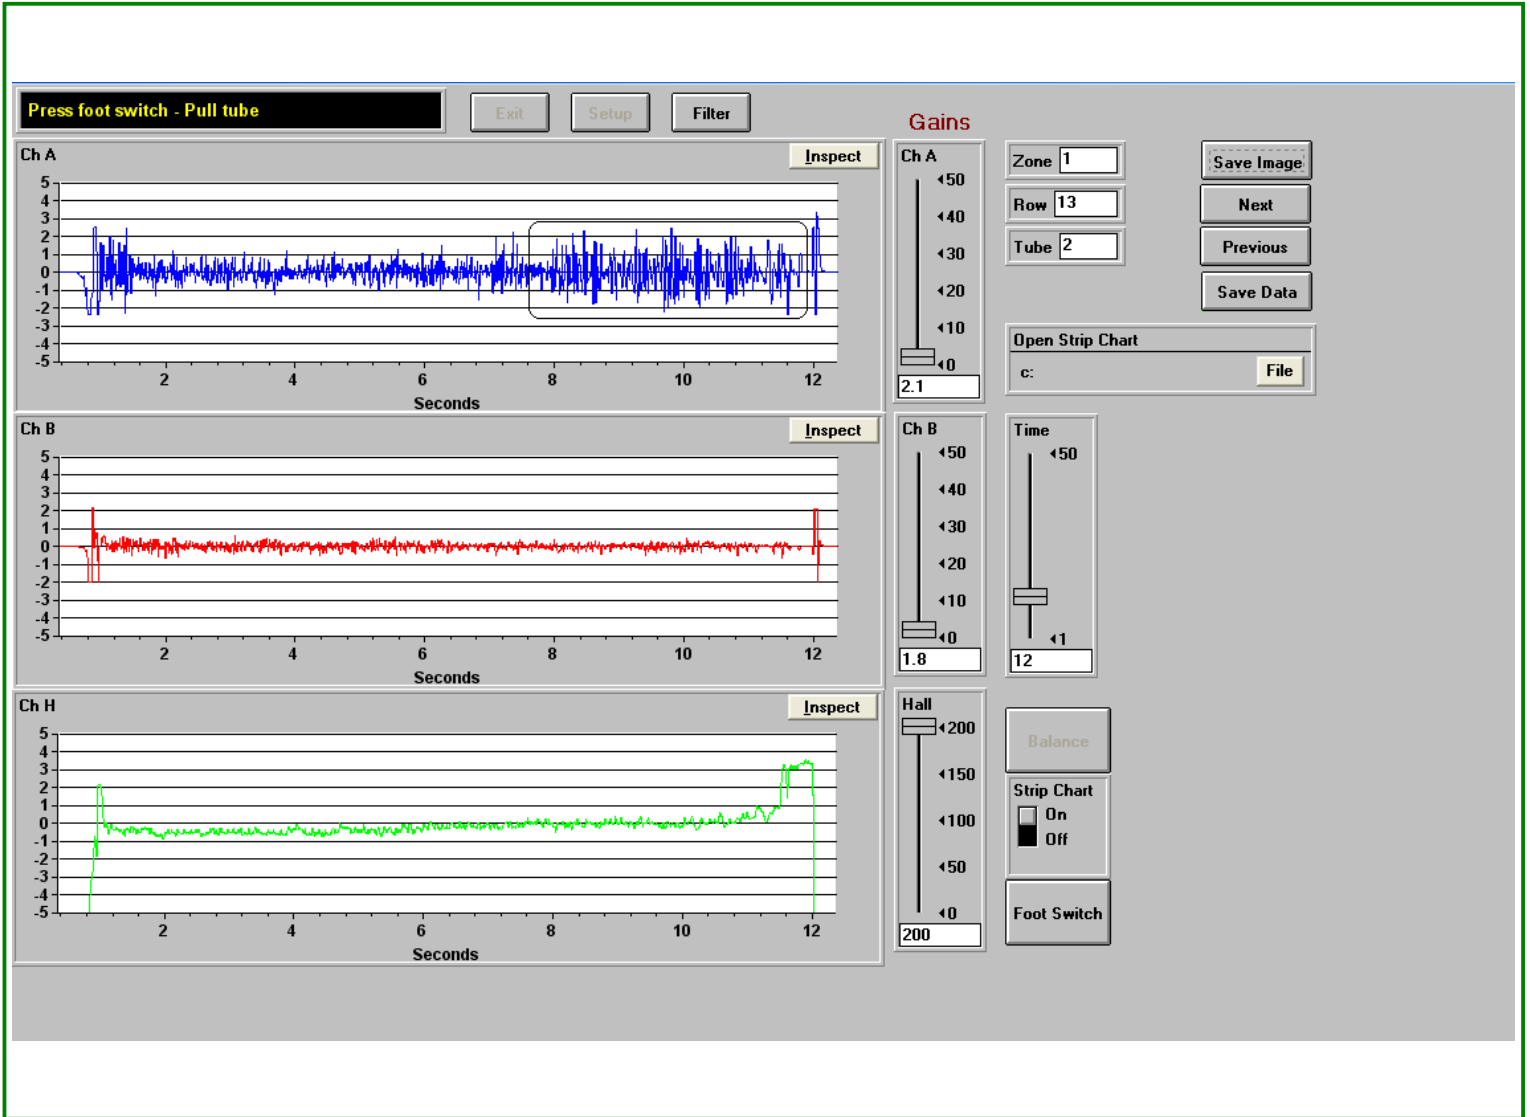 Press foot switch - Pull tube
Exit
Setup
Filter
Gains
Ch A
Inspect
5
4
3
2
1
0
-1
-2
-3
-4
-5
2 4 6 8 10 12
Seconds
Ch A
50
40
30
20
10
0
2.1
Zone 1
Row 13
Tube 2
Save Image
Next
Previous
Save Data
Open Strip Chart
c:
File
Ch B
Inspect
5
4
3
2
1
0
-1
-2
-3
-4
-5
2 4 6 8 10 12
Seconds
Ch B
50
40
30
20
10
0
1.8
Time
50
1
12
Ch H
Inspect
5
4
3
2
1
0
-1
-2
-3
-4
-5
2 4 6 8 10 12
Seconds
Hall
200
150
100
50
0
200
Balance
Strip Chart
On
Off
Foot Switch